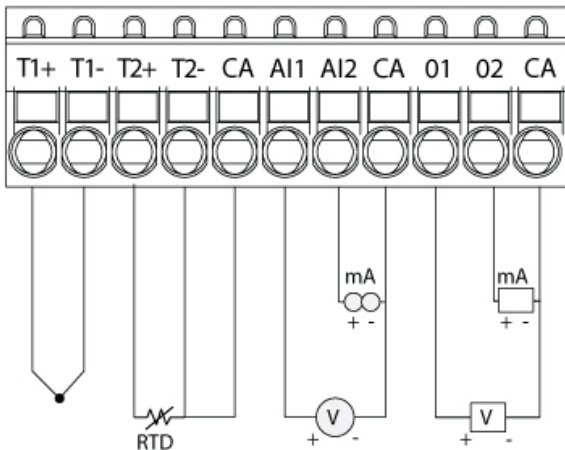 T1+ T1- T2+ T2- CA AI1 AI2 CA 01 02 CA
mA mA
+ - + -
V V
+ - + -
RTD